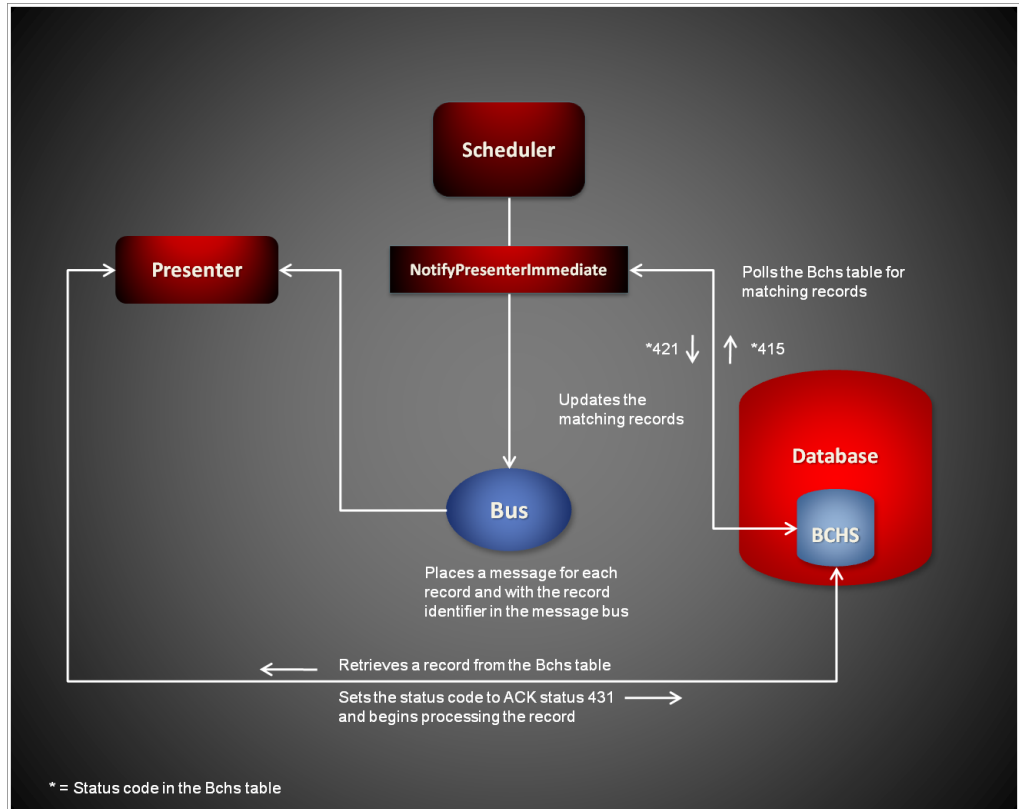 Scheduler
Presenter
NotifyPresenterImmediate
Polls the Bchs table for
matching records
*421
*415
Updates the
matching records
Database
BCHS
Bus
Places a message for each
record and with the record
identifier in the message bus
Retrieves a record from the Bchs table
Sets the status code to ACK status 431
and begins processing the record
* = Status code in the Bchs table